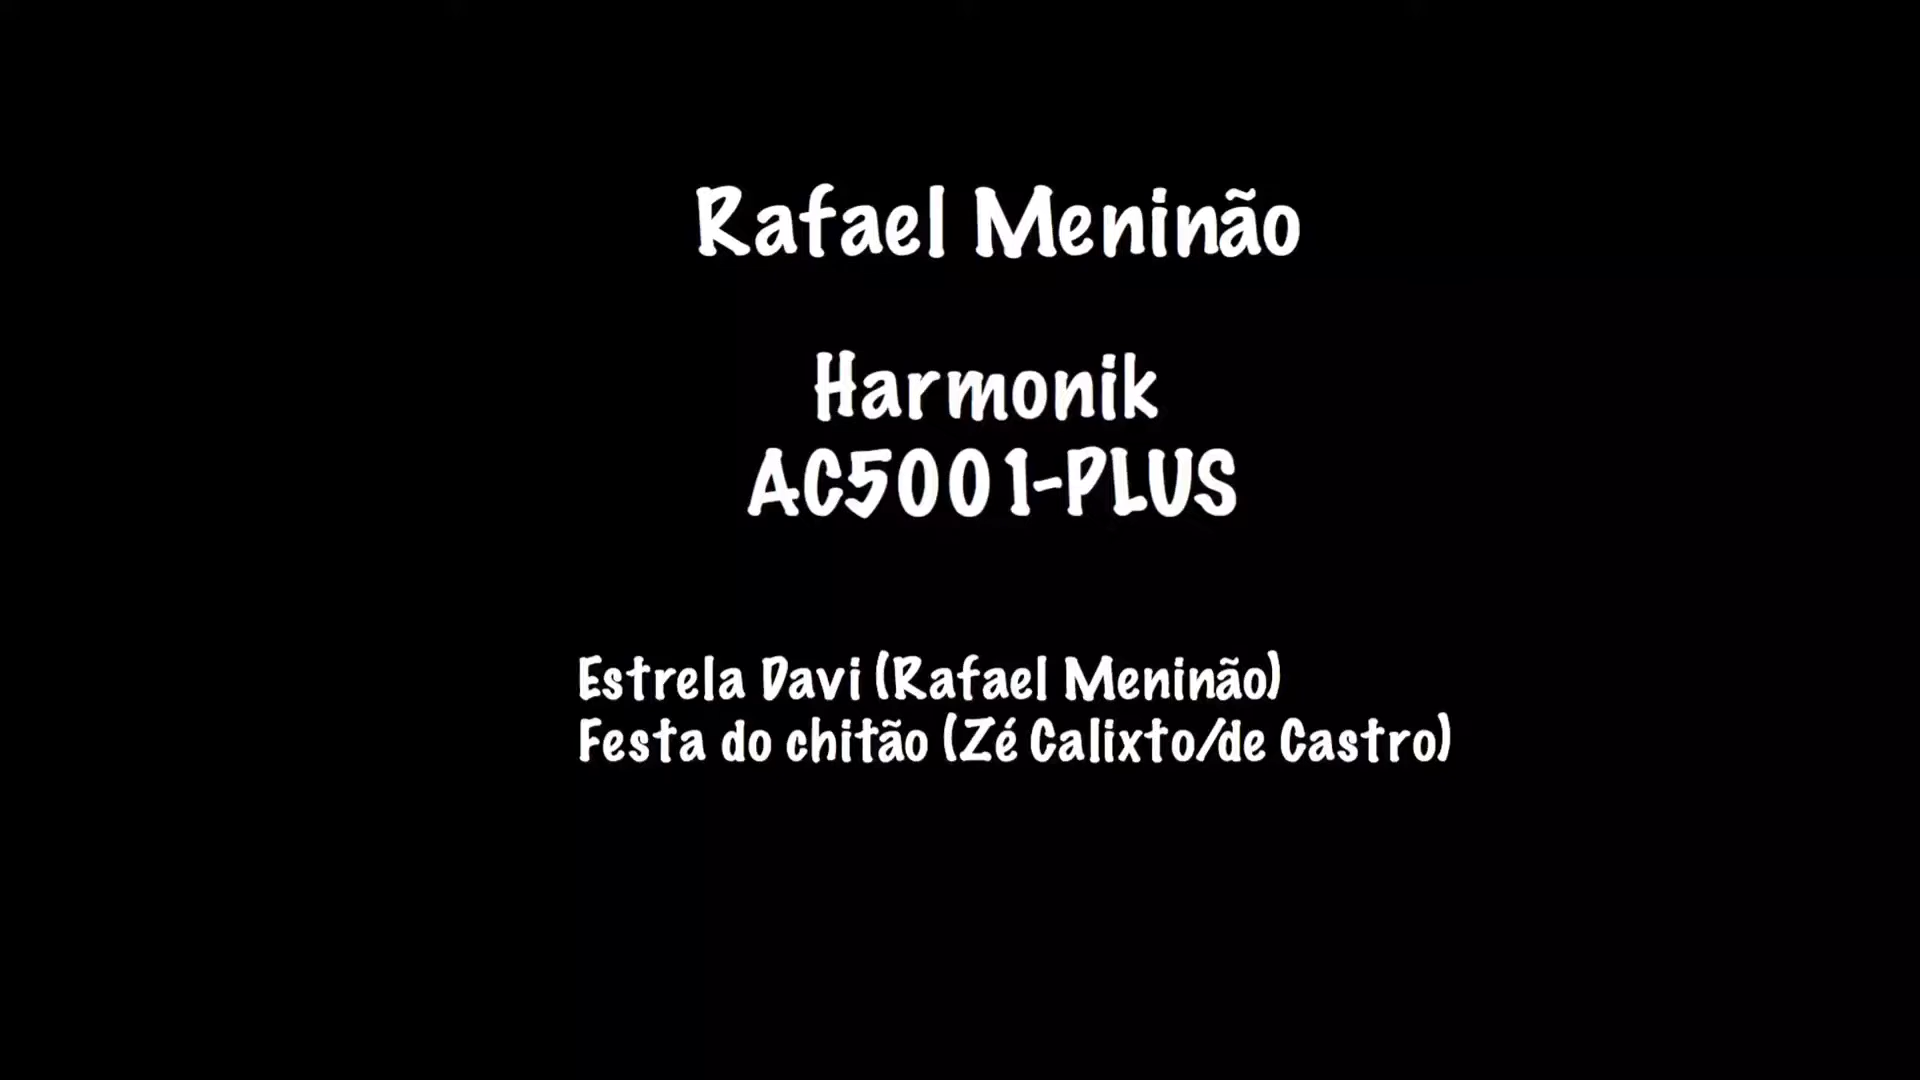 Rafael Meninão
Harmonik
AC5001-PLUS
Estrela Davi (Rafael Meninão)
Festa do chitão (Zé Calixto/de Castro)